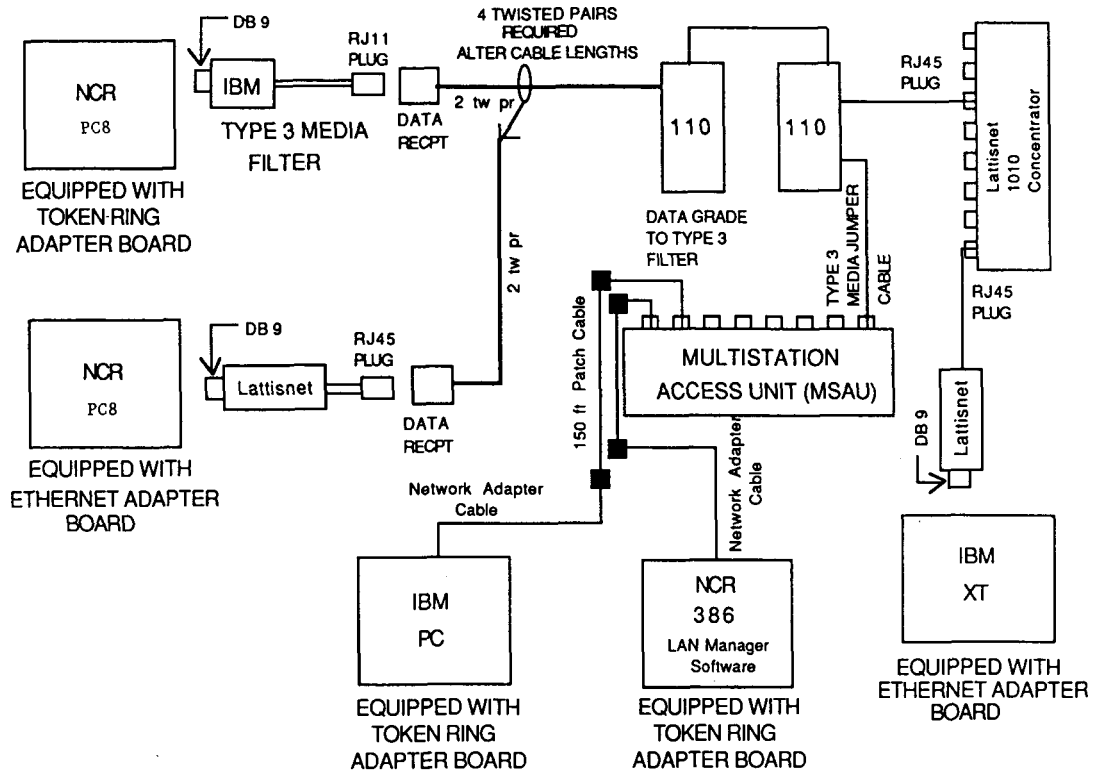 DB 9
4 TWISTED PAIRS
REQUIRED
ALTER CABLE LENGTHS
RJ11
PLUG
NCR
PC8
IBM
TYPE 3 MEDIA
FILTER
DATA
RECPT
2 tw pr
110
110
RJ45
PLUG
Lattisnet
1010
Concentrator
EQUIPPED WITH
TOKEN-RING
ADAPTER BOARD
DATA GRADE
TO TYPE 3
FILTER
TYPE 3
MEDIA JUMPER
CABLE
2 tw pr
RJ45
PLUG
DB 9
RJ45
PLUG
NCR
PC8
Lattisnet
DATA
RECPT
150 ft Patch Cable
MULTISTATION
ACCESS UNIT (MSAU)
Lattisnet
DB 9
EQUIPPED WITH
ETHERNET ADAPTER
BOARD
Network Adapter
Cable
Network Adapter
Cable
IBM
PC
NCR
386
LAN Manager
Software
IBM
XT
EQUIPPED WITH
TOKEN RING
ADAPTER BOARD
EQUIPPED WITH
TOKEN RING
ADAPTER BOARD
EQUIPPED WITH
ETHERNET ADAPTER
BOARD